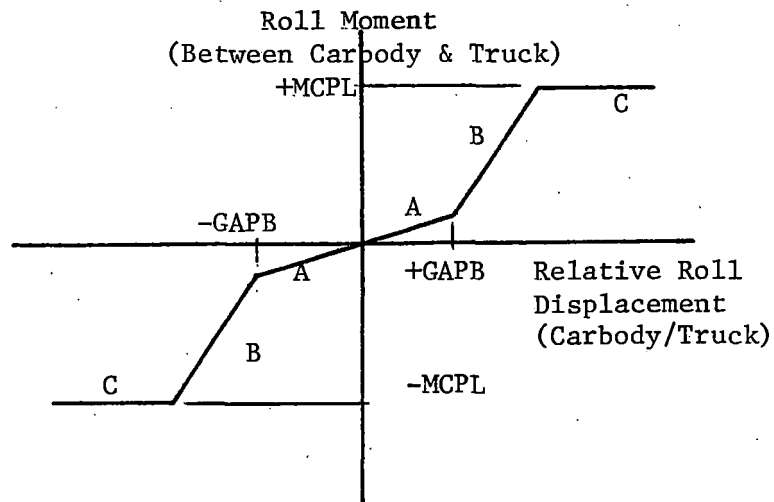 Roll Moment
(Between Carbody & Truck)
+MCPL
C
B
A
-GAPB
+GAPB
Relative Roll
Displacement
(Carbody/Truck)
A
B
C
-MCPL